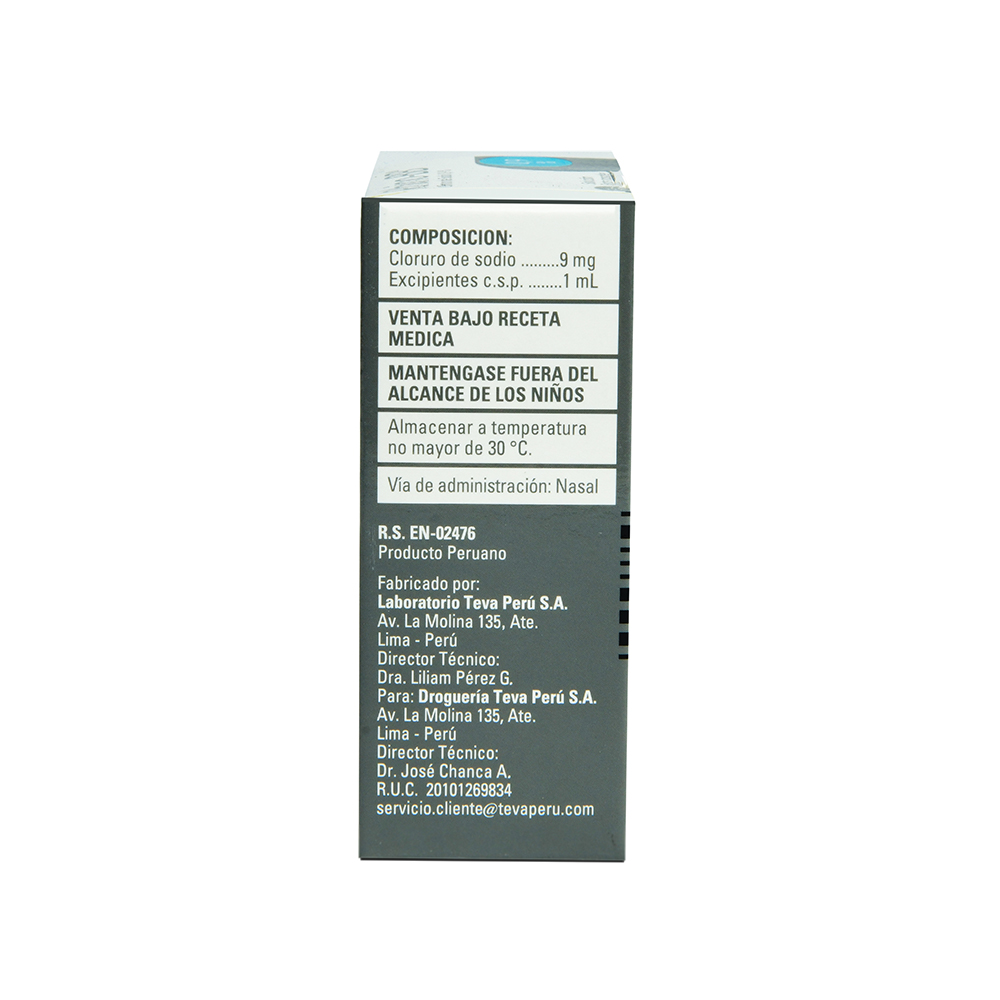 COMPOSICION:
Cloruro de sodio .........9 mg
Excipientes c.s.p. ........1 mL
VENTA BAJO RECETA
MEDICA
MANTENGASE FUERA DEL
ALCANCE DE LOS NIÑOS
Almacenar a temperatura
no mayor de 30 °C.
Vía de administración: Nasal
R.S. EN-02476
Producto Peruano
Fabricado por:
Laboratorio Teva Perú S.A.
Av. La Molina 135, Ate.
Lima - Perú
Director Técnico:
Dra. Liliam Pérez G.
Para: Droguería Teva Perú S.A.
Av. La Molina 135, Ate.
Lima - Perú
Director Técnico:
Dr. José Chanca A.
R.U.C. 20101269834
servicio.cliente@tevaperu.com